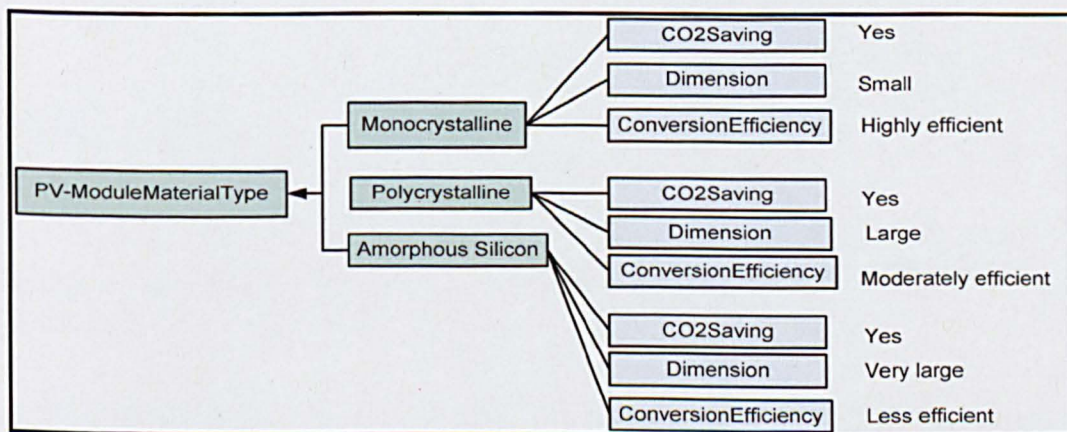 CO2Saving Yes
Dimension Small
Monocrystalline ConversionEfficiency Highly efficient
PV-ModuleMaterialType
Polycrystalline CO2Saving Yes
Dimension Large
Amorphous Silicon ConversionEfficiency Moderately efficient
CO2Saving Yes
Dimension Very large
ConversionEfficiency Less efficient